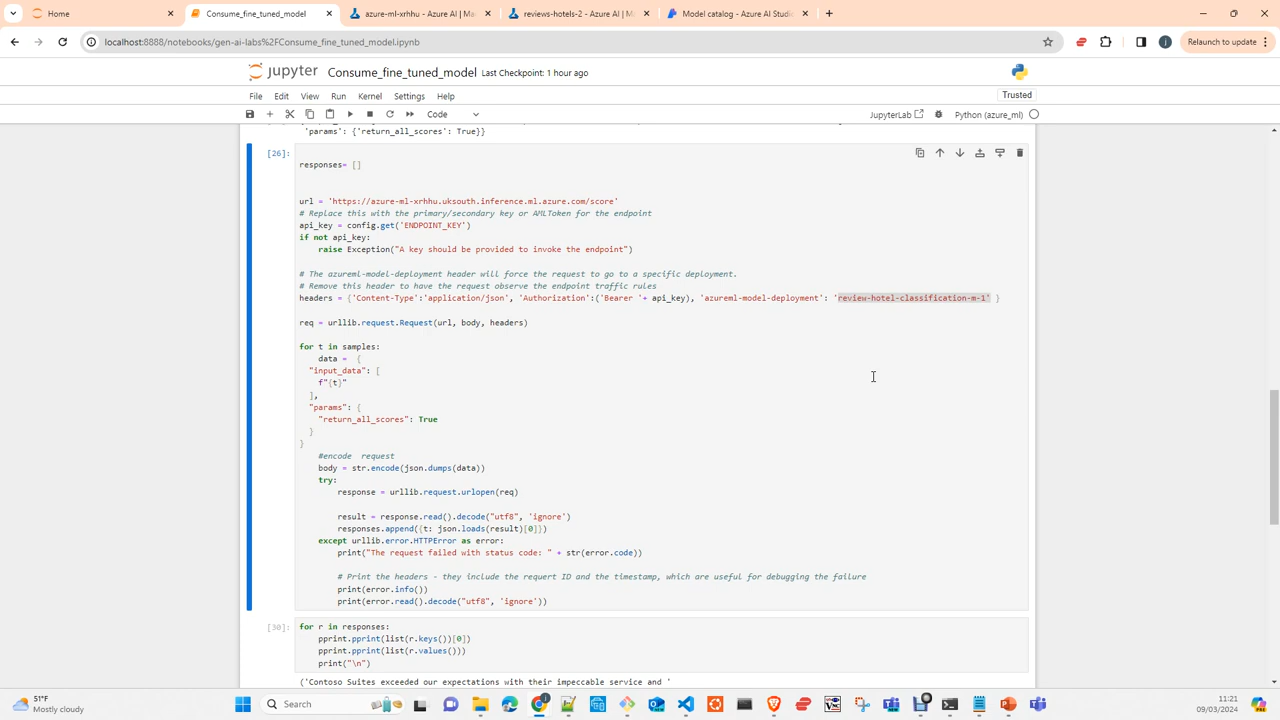 Home
Consume_fine_tuned_model
azure-ml-xrhhu - Azure AI | Mac
reviews-hotels-2 - Azure AI | M
Model catalog - Azure AI Studio
localhost:8888/notebooks/gen-ai-labs%2FConsume_fine_tuned_model.ipynb
Relaunch to update
jupyter Consume_fine_tuned_model Last Checkpoint: 1 hour ago
File Edit View Run Kernel Settings Help
Trusted
Code
JupyterLab
Python (azure_ml)
'params': {'return_all_scores': True}}
[26]:
responses= []
url = 'https://azure-ml-xrhhu.uksouth.inference.ml.azure.com/score'
# Replace this with the primary/secondary key or AMLToken for the endpoint
api_key = config.get('ENDPOINT_KEY')
if not api_key:
raise Exception("A key should be provided to invoke the endpoint")
# The azureml-model-deployment header will force the request to go to a specific deployment.
# Remove this header to have the request observe the endpoint traffic rules
headers = {'Content-Type':'application/json', 'Authorization':('Bearer '+ api_key), 'azureml-model-deployment': 'review-hotel-classification-m-1' }
req = urllib.request.Request(url, body, headers)
for t in samples:
data = {
"input_data": [
f"{t}"
],
"params": {
"return_all_scores": True
}
}
#encode request
body = str.encode(json.dumps(data))
try:
response = urllib.request.urlopen(req)
result = response.read().decode("utf8", 'ignore')
responses.append({t: json.loads(result)[0]})
except urllib.error.HTTPError as error:
print("The request failed with status code: " + str(error.code))
# Print the headers - they include the requert ID and the timestamp, which are useful for debugging the failure
print(error.info())
print(error.read().decode("utf8", 'ignore'))
[30]:
for r in responses:
pprint.pprint(list(r.keys())[0])
pprint.pprint(list(r.values()))
print("\n")
('Contoso Suites exceeded our expectations with their impeccable service and '
51°F
Mostly cloudy
Search
11:21
09/03/2024